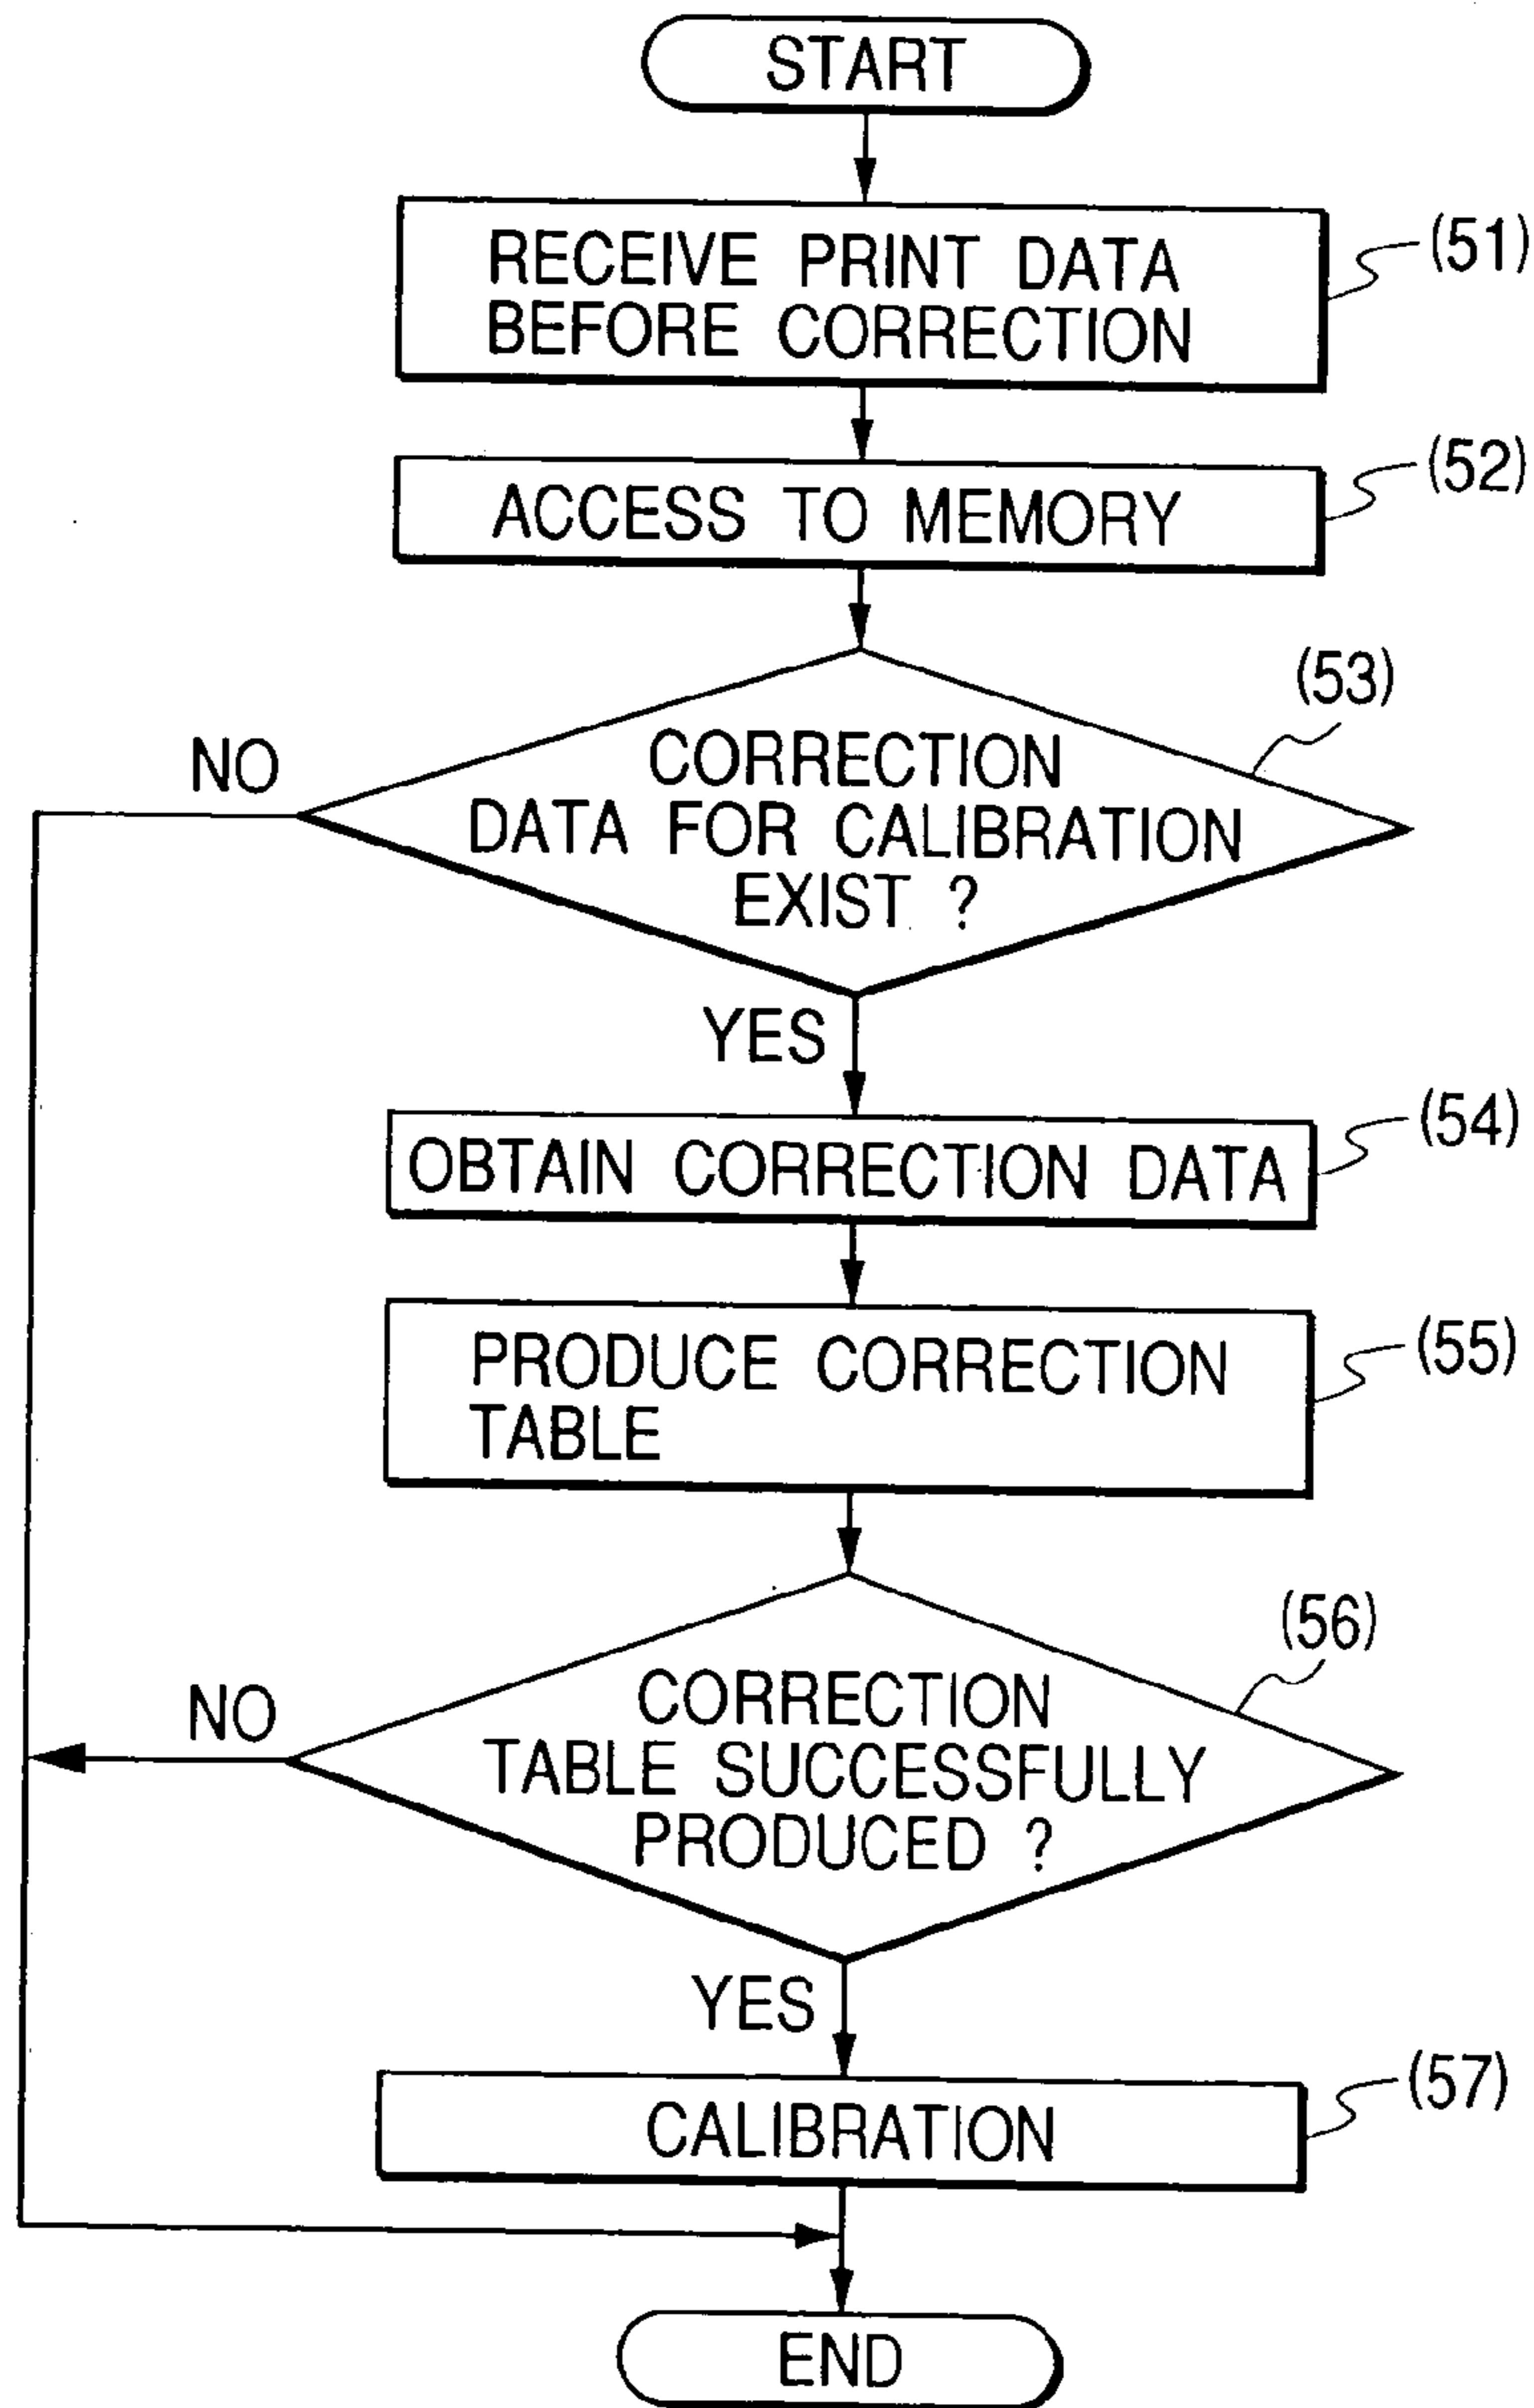 START
RECEIVE PRINT DATA
BEFORE CORRECTION
(51)
ACCESS TO MEMORY
(52)
(53)
CORRECTION
DATA FOR CALIBRATION
EXIST ?
NO
YES
OBTAIN CORRECTION DATA
(54)
PRODUCE CORRECTION
TABLE
(55)
(56)
CORRECTION
TABLE SUCCESSFULLY
PRODUCED ?
NO
YES
CALIBRATION
(57)
END